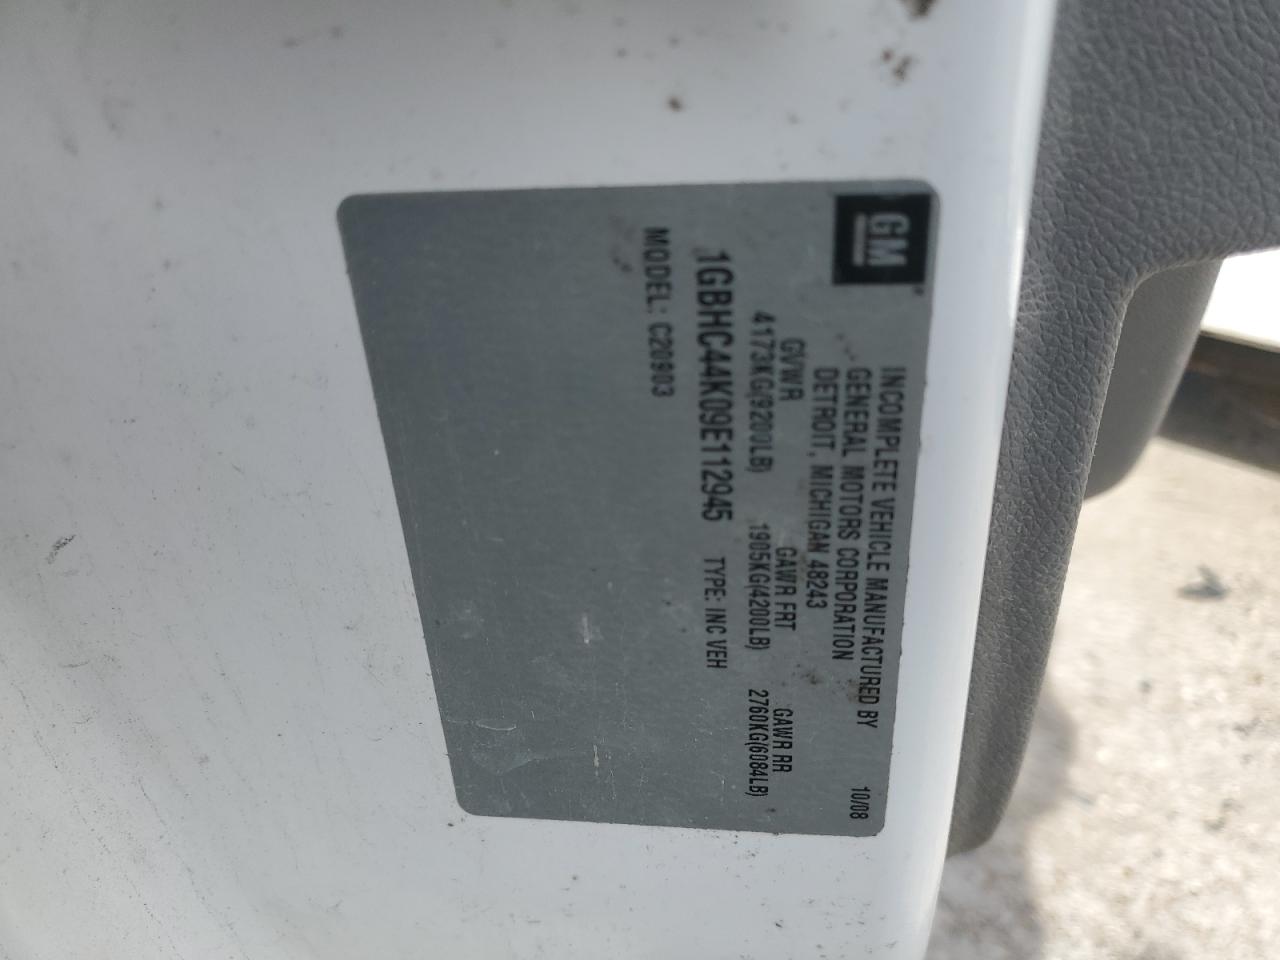 GM
INCOMPLETE VEHICLE MANUFACTURED BY 10/08
GENERAL MOTORS CORPORATION
DETROIT, MICHIGAN 48243
GVWR GAWR FRT GAWR RR
4173KG(9200LB) 1905KG(4200LB) 2760KG(6084LB)
1GBHC44K09E112945 TYPE: INC VEH
MODEL: C20903